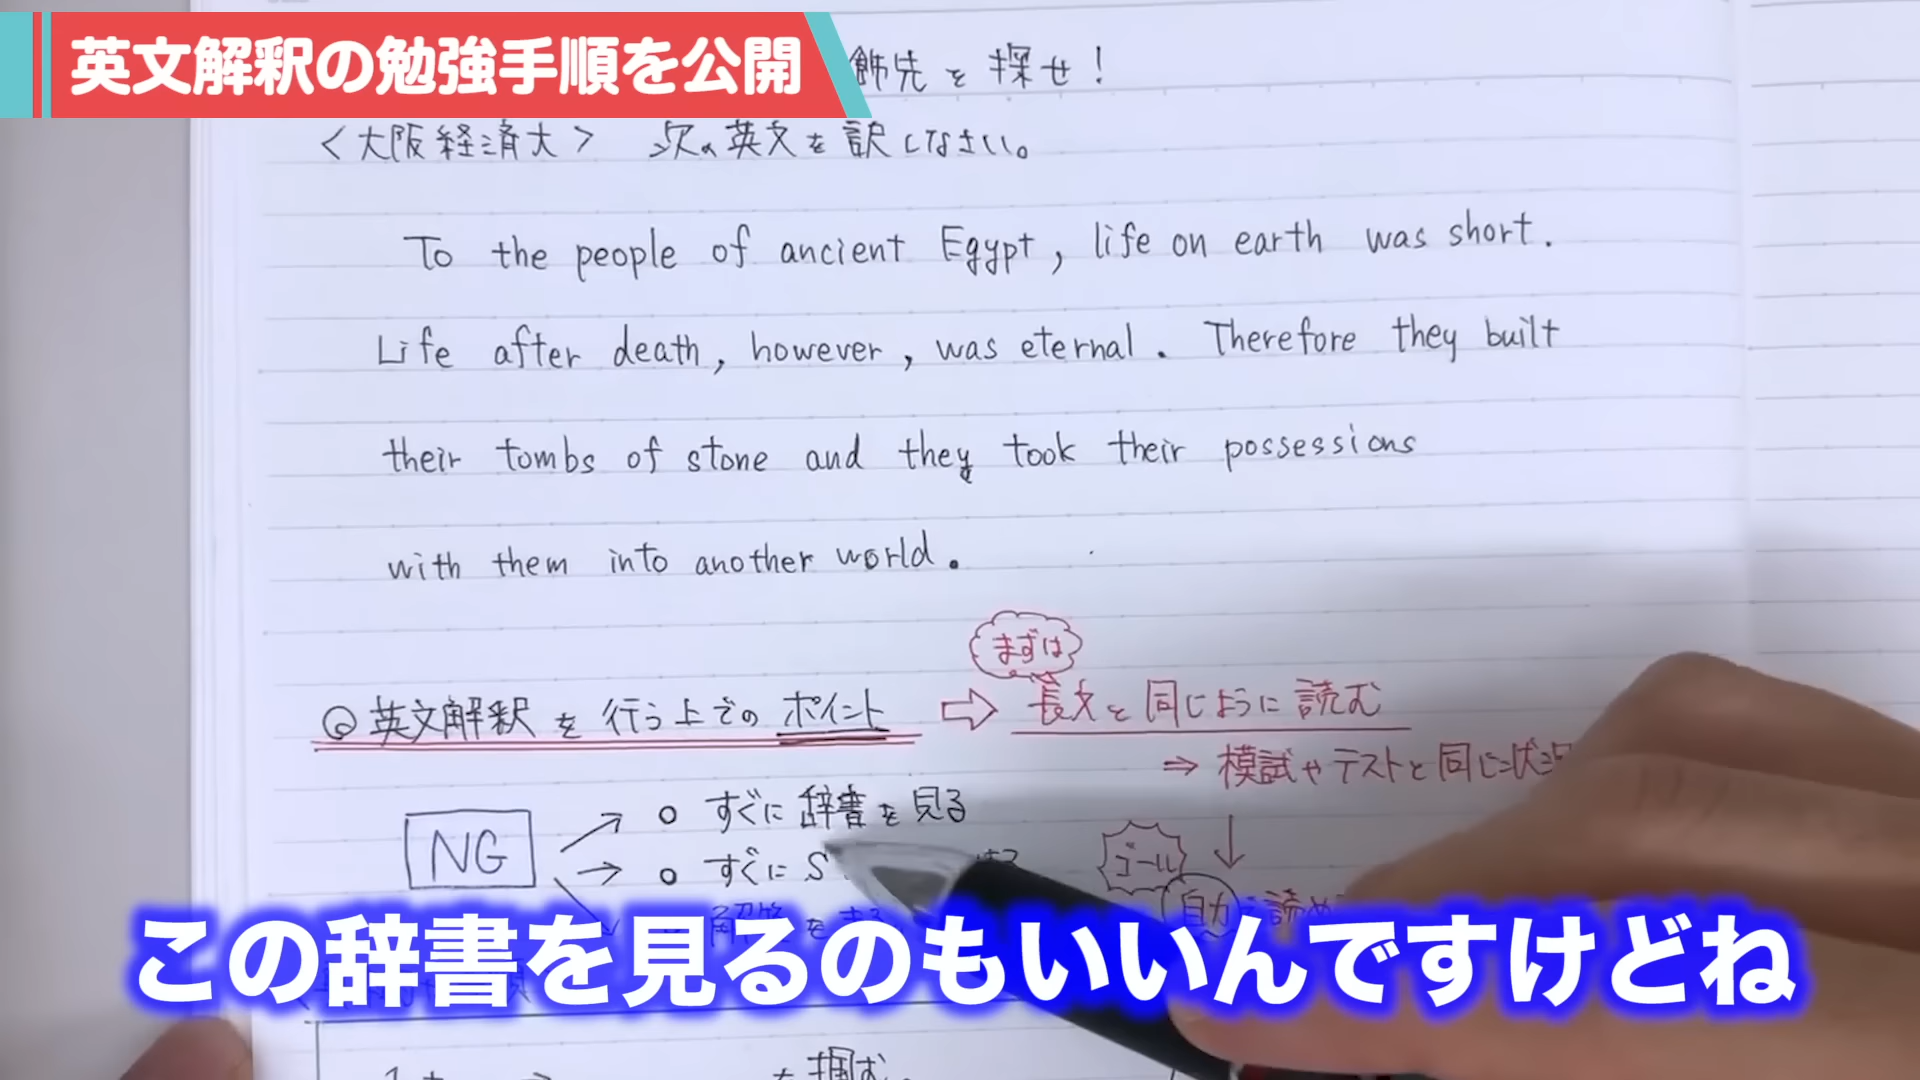 英文解釈の勉強手順を公開
飾先を探せ!
<大阪経済大> 次の英文を訳しなさい。
To the people of ancient Egypt, life on earth was short.
Life after death, however, was eternal. Therefore they built
their tombs of stone and they took their possessions
with them into another world.
まずは
◎英文解釈を行う上でのポイント ⇨ 長文と同じように読む
⇒ 模試やテストと同じ状況
NG
→ ○ すぐに辞書を見る
→ ○ すぐにS
ゴール
自力
この辞書を見るのもいいんですけどね
を掴む。